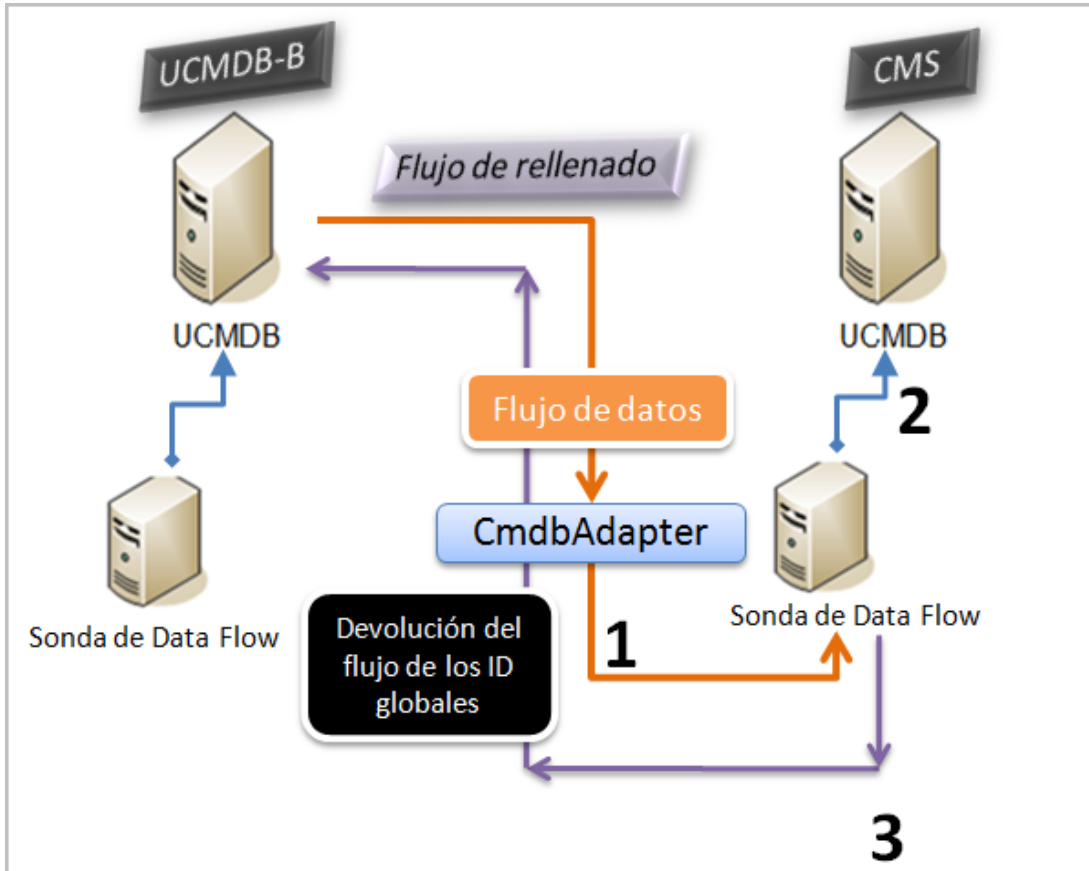 UCMDB-B
CMS
Flujo de rellenado
UCMDB
UCMDB
Flujo de datos
2
CmdbAdapter
Sonda de Data Flow
Devolución del
flujo de los ID
globales
1
Sonda de Data Flow
3